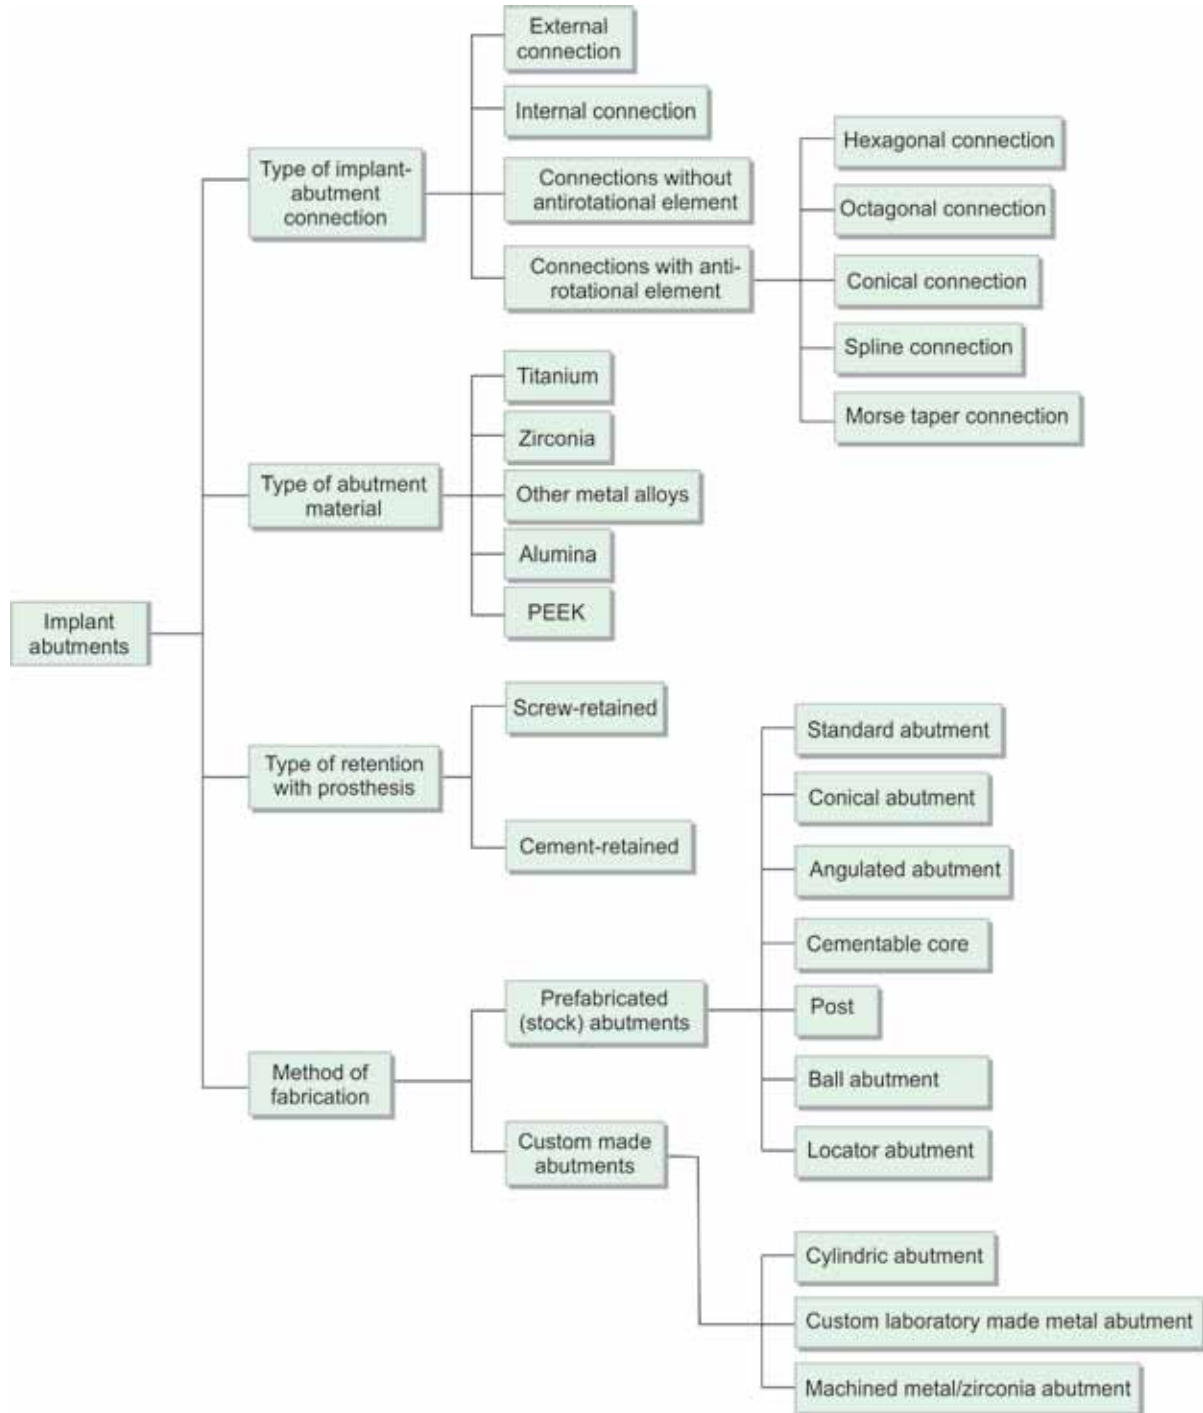 External
connection
Internal connection
Type of implant-
abutment
connection
Connections without
antirotational element
Connections with anti-
rotational element
Hexagonal connection
Octagonal connection
Conical connection
Spline connection
Morse taper connection
Titanium
Zirconia
Type of abutment
material
Other metal alloys
Alumina
PEEK
Implant
abutments
Type of retention
with prosthesis
Screw-retained
Cement-retained
Standard abutment
Conical abutment
Angulated abutment
Cementable core
Prefabricated
(stock) abutments
Post
Ball abutment
Locator abutment
Method of
fabrication
Custom made
abutments
Cylindric abutment
Custom laboratory made metal abutment
Machined metal/zirconia abutment